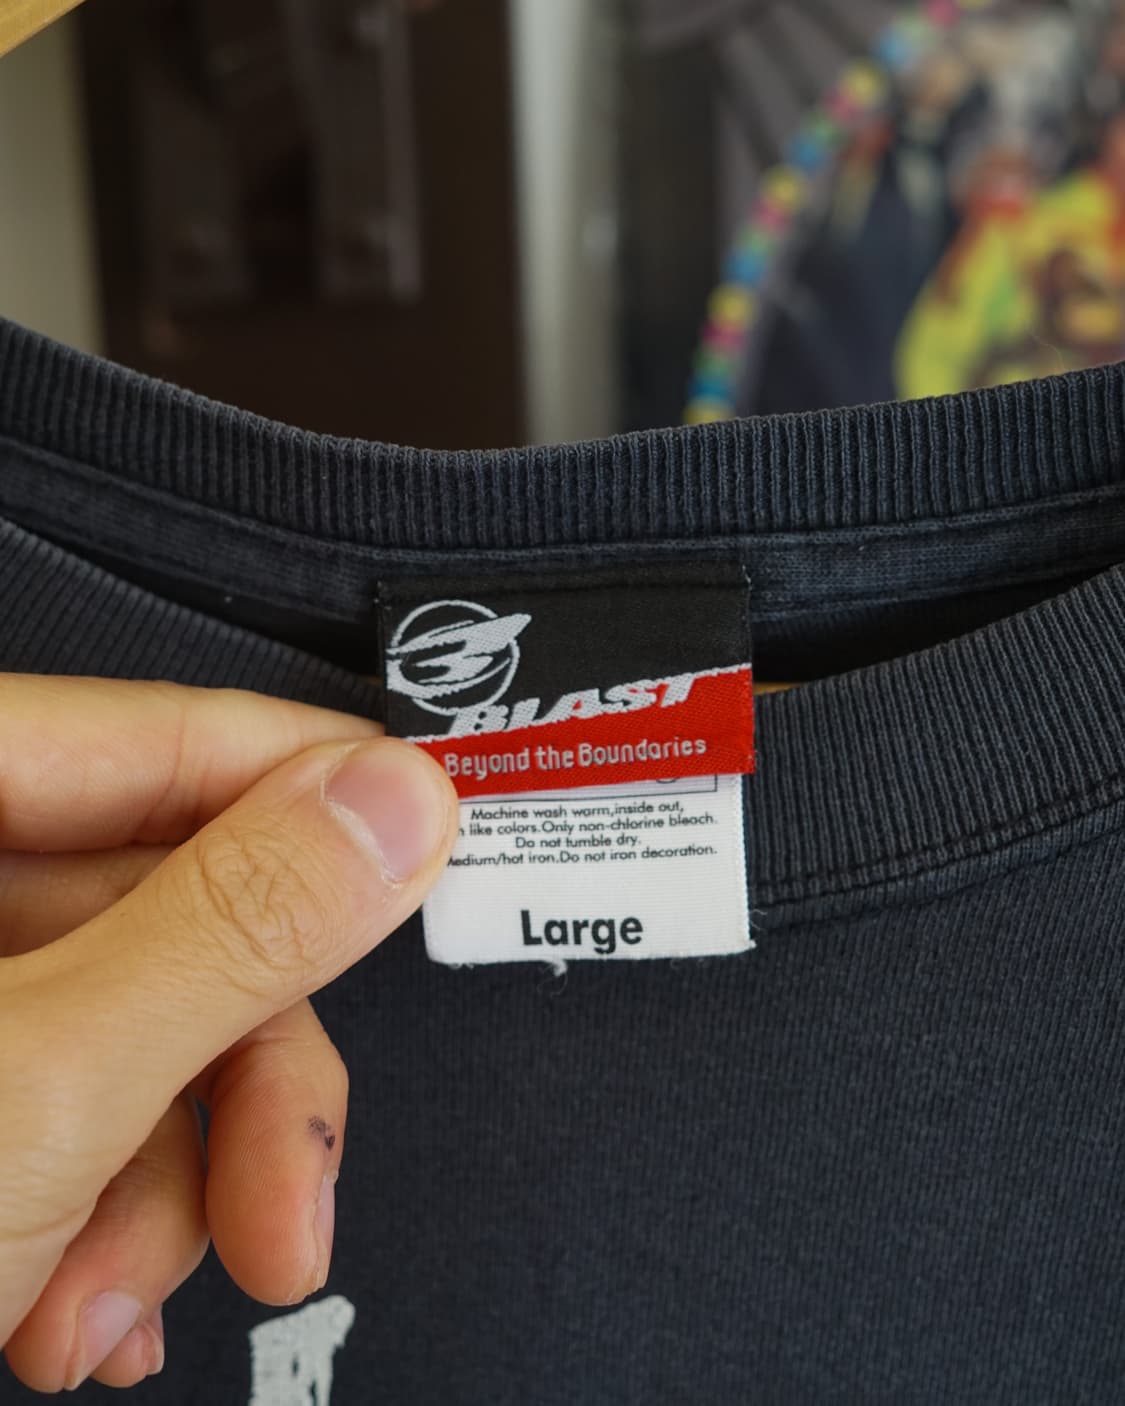 BLAST
Beyond the Boundaries
Machine wash warm,inside out,
like colors.Only non-chlorine bleach.
Do not tumble dry.
Medium/hot iron.Do not iron decoration.
Large